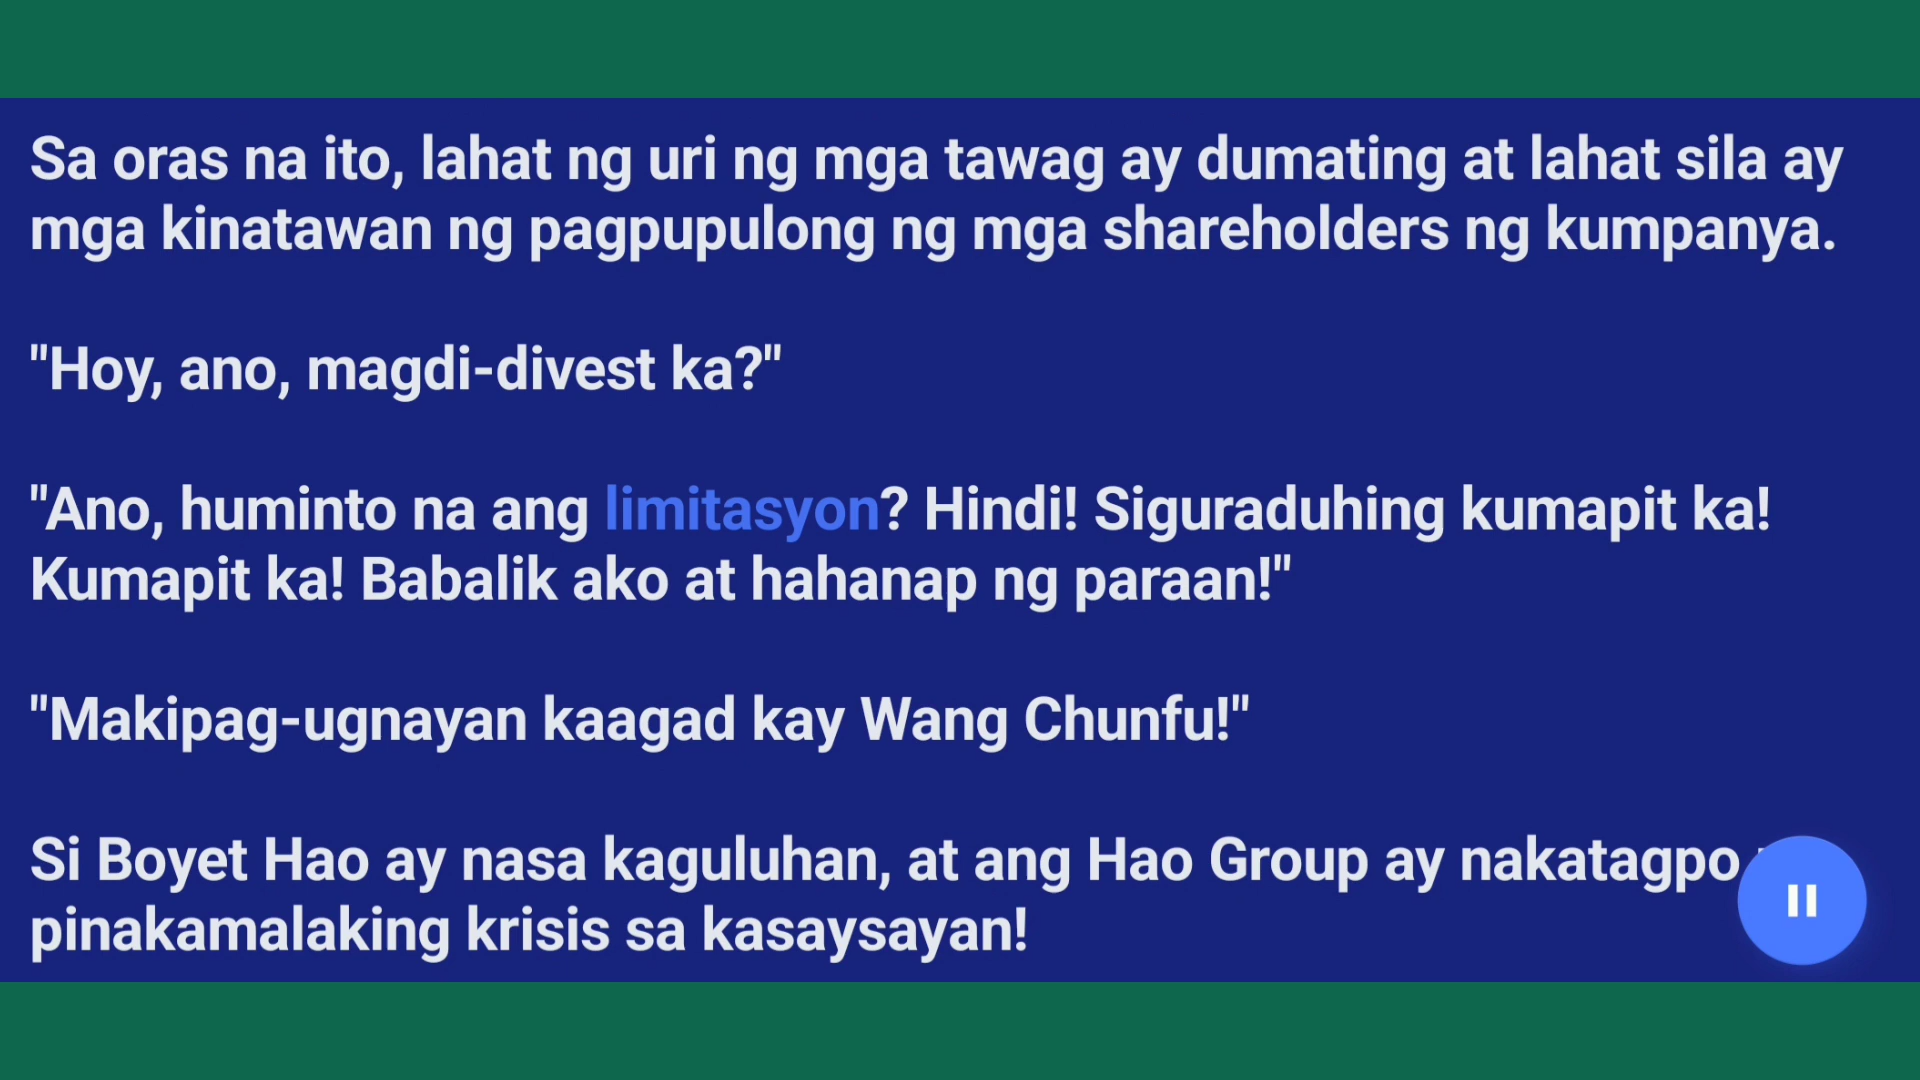 Sa oras na ito, lahat ng uri ng mga tawag ay dumating at lahat sila ay
mga kinatawan ng pagpupulong ng mga shareholders ng kumpanya.
"Hoy, ano, magdi-divest ka?"
"Ano, huminto na ang limitasyon? Hindi! Siguraduhing kumapit ka!
Kumapit ka! Babalik ako at hahanap ng paraan!"
"Makipag-ugnayan kaagad kay Wang Chunfu!"
Si Boyet Hao ay nasa kaguluhan, at ang Hao Group ay nakatagpo
pinakamalaking krisis sa kasaysayan!